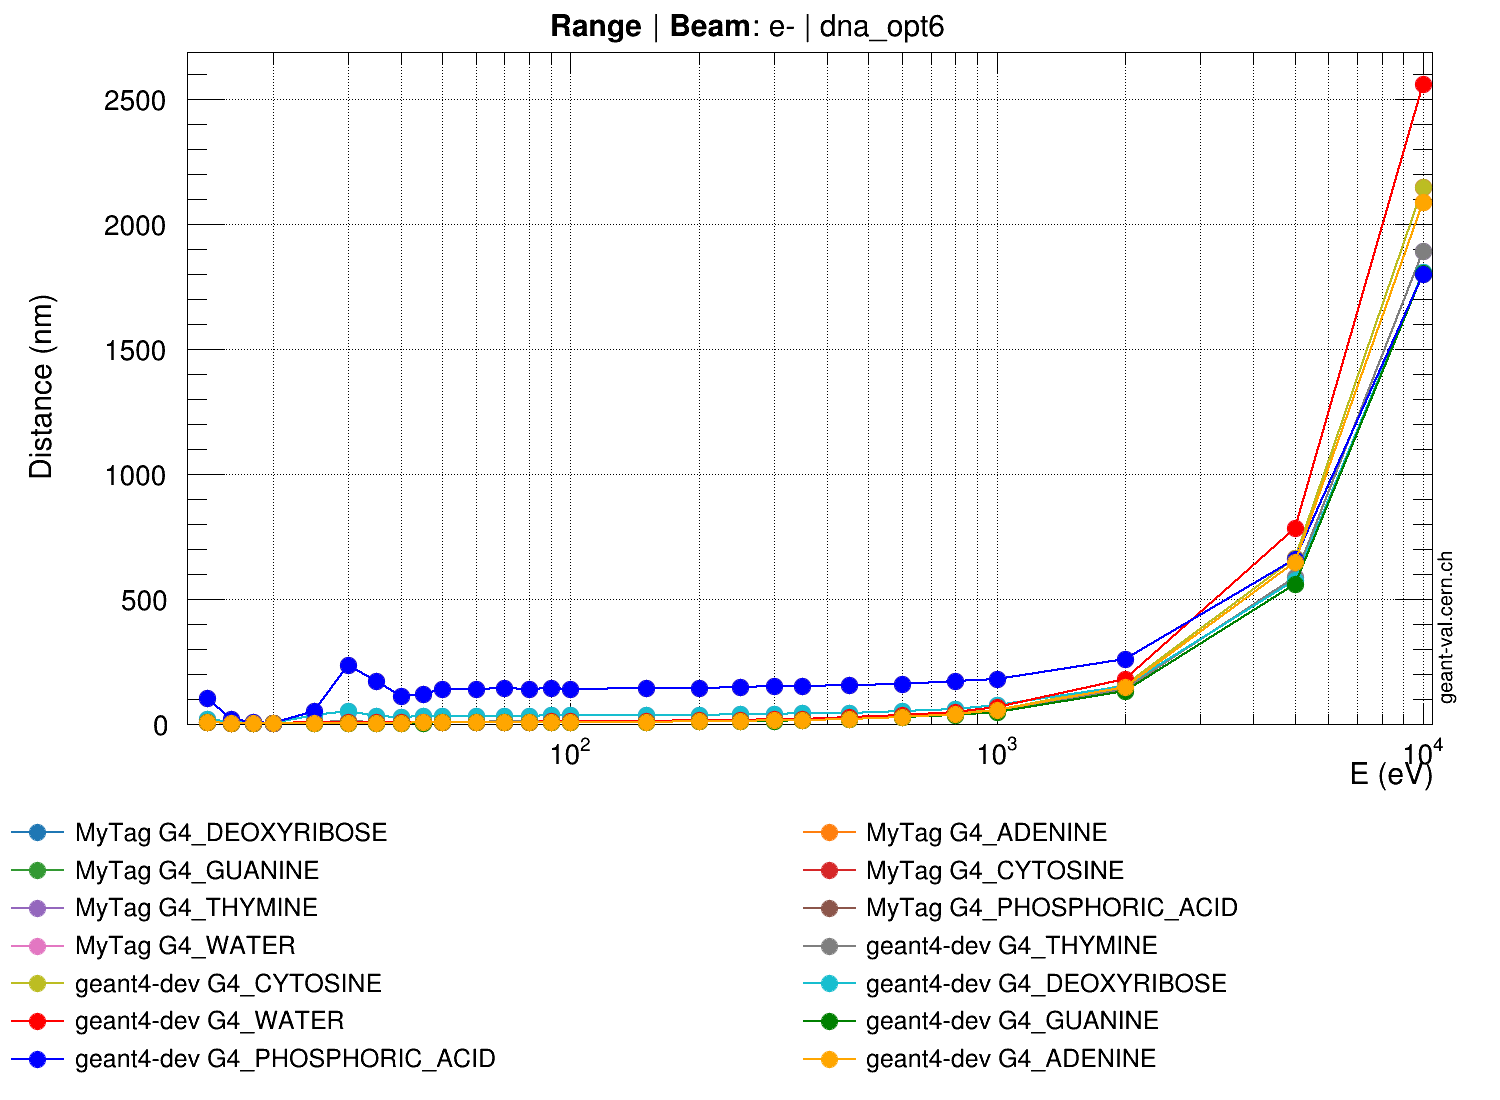 Range | Beam: e- | dna_opt6
Distance (nm)
2500
2000
1500
1000
500
0
10²
10³
10⁴
E (eV)
geant-val.cern.ch
MyTag G4_DEOXYRIBOSE
MyTag G4_ADENINE
MyTag G4_GUANINE
MyTag G4_CYTOSINE
MyTag G4_THYMINE
MyTag G4_PHOSPHORIC_ACID
MyTag G4_WATER
geant4-dev G4_THYMINE
geant4-dev G4_CYTOSINE
geant4-dev G4_DEOXYRIBOSE
geant4-dev G4_WATER
geant4-dev G4_GUANINE
geant4-dev G4_PHOSPHORIC_ACID
geant4-dev G4_ADENINE